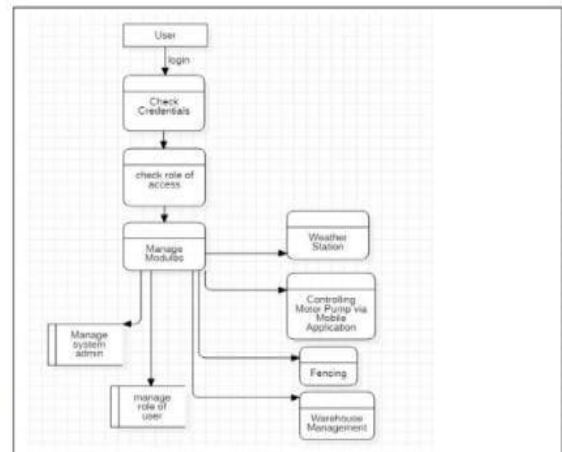 User
login
Check
Credentials
check role of
access
Manage
Modules
Weather
Station
Controlling
Motor Pump via
Mobile
Application
Manage
system
admin
Fencing
manage
role of
user
Warehouse
Management